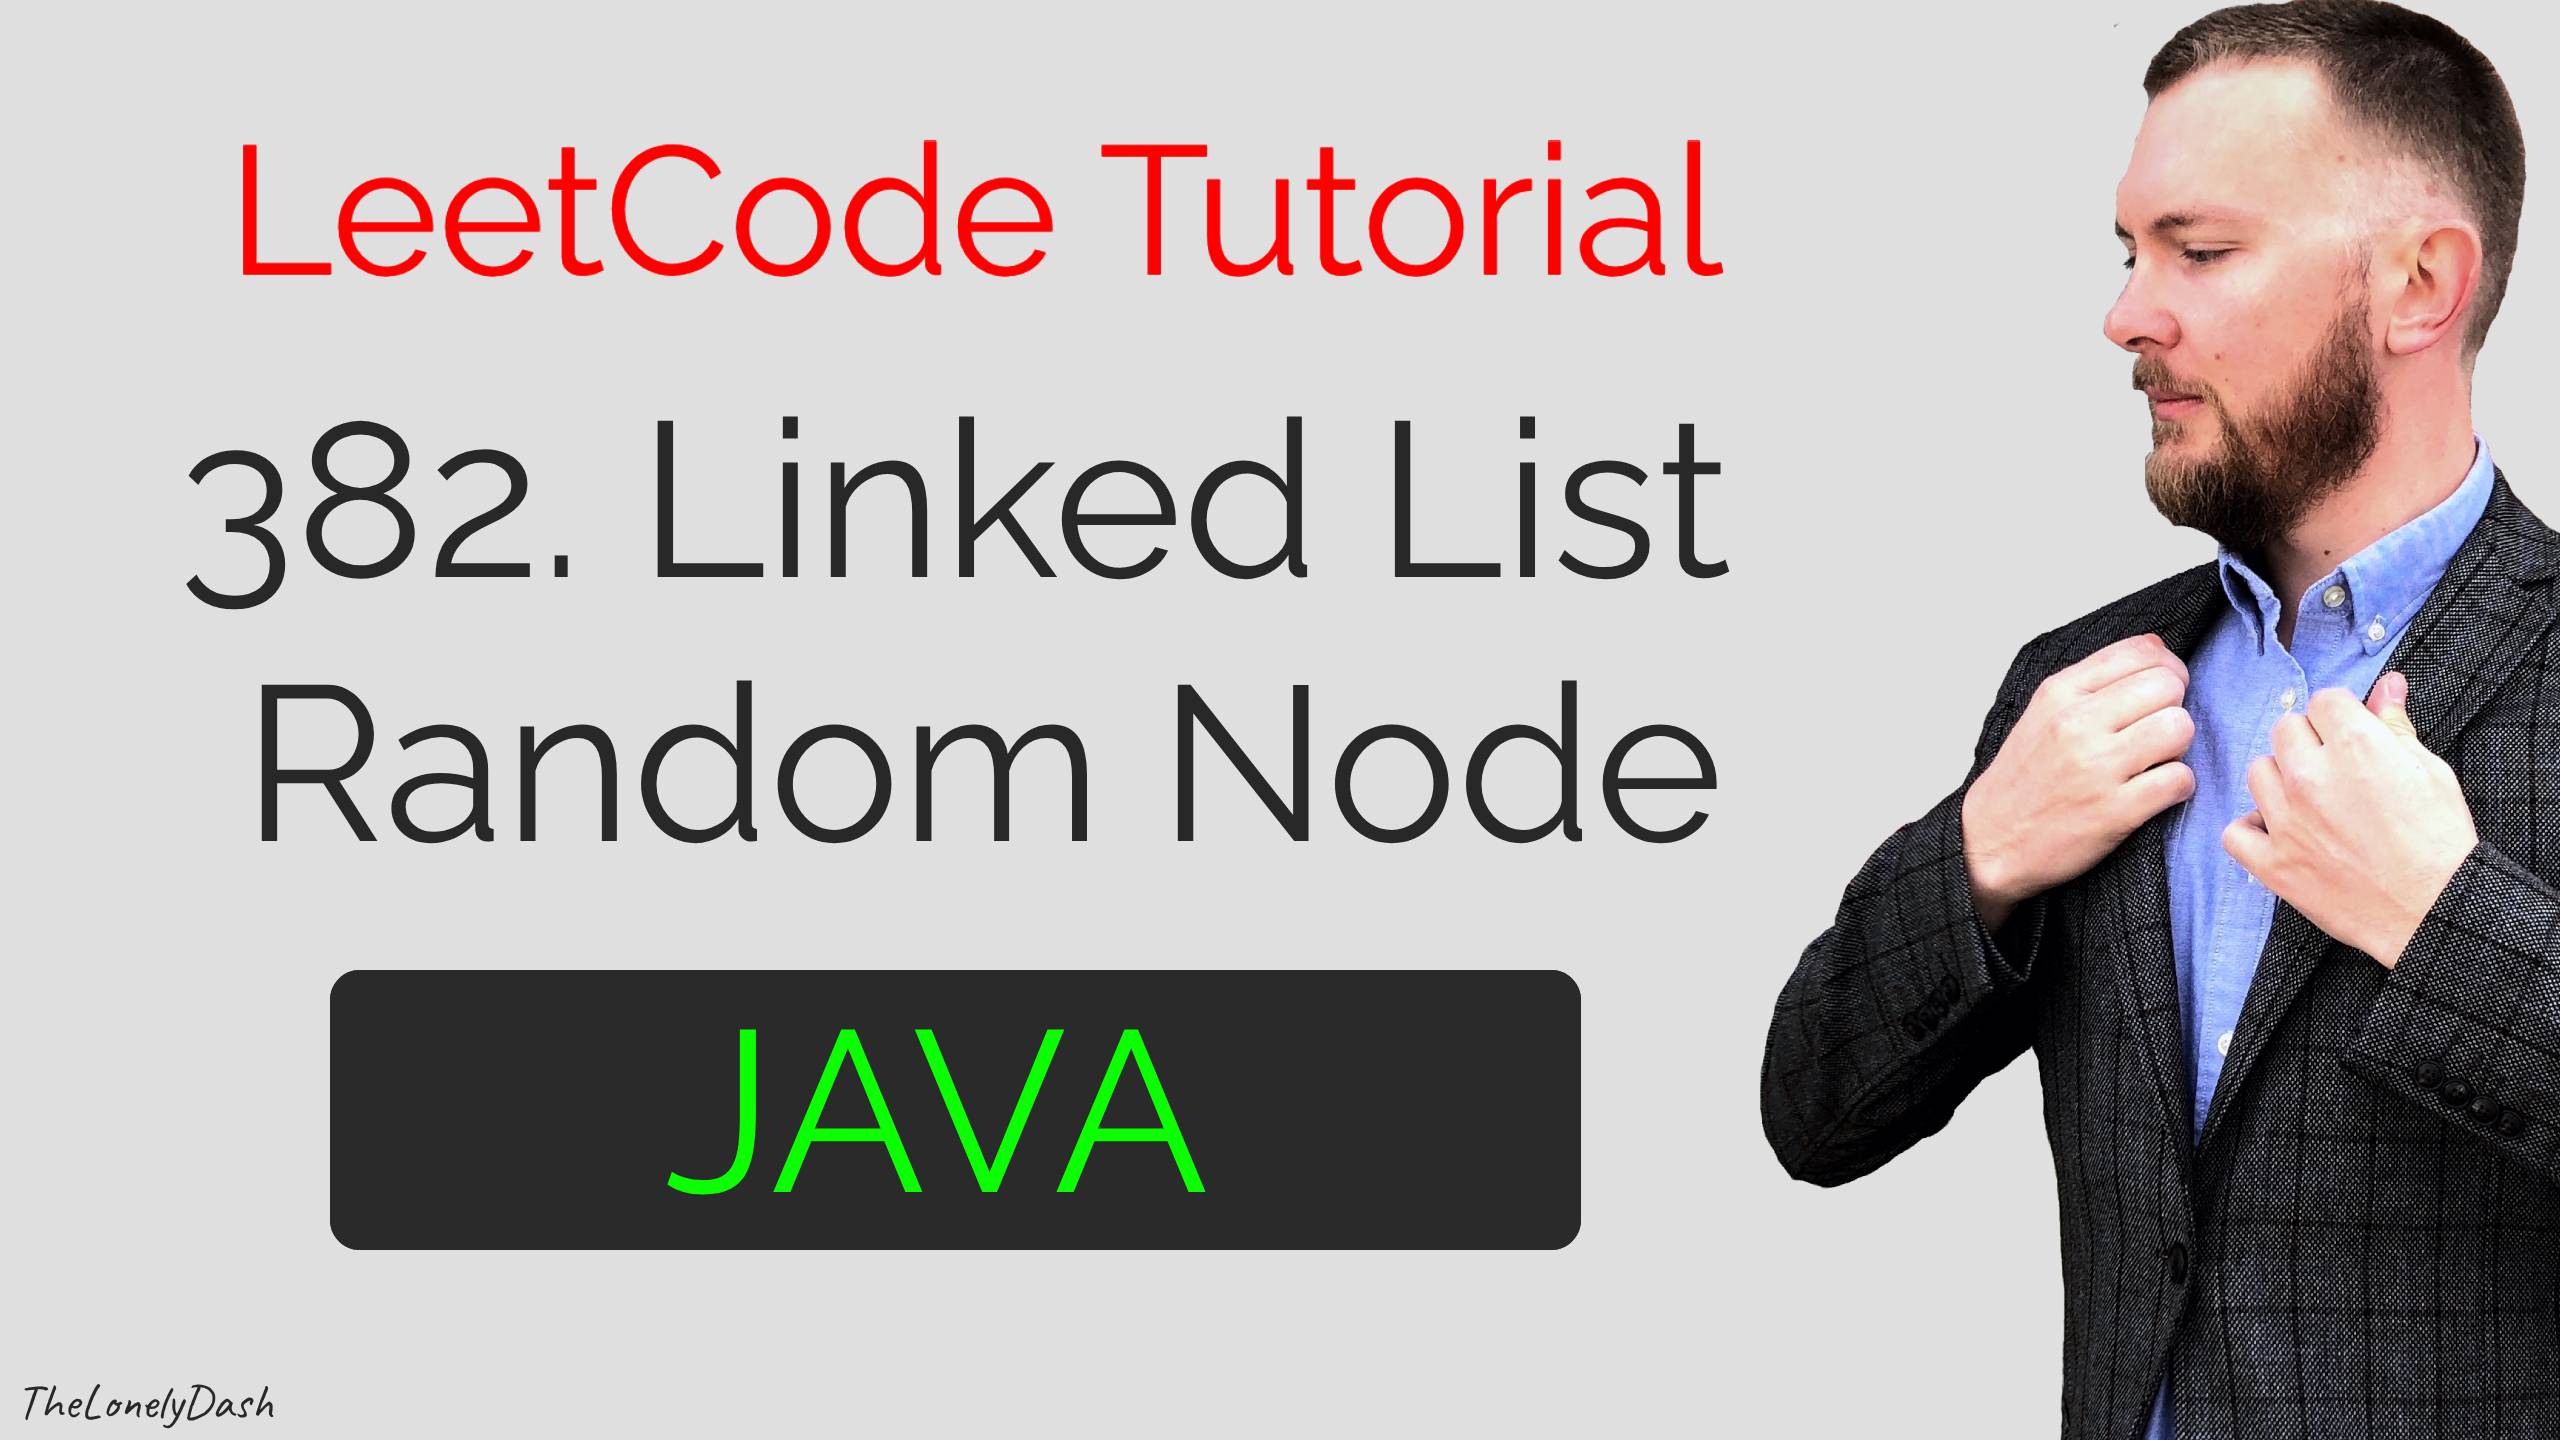 LeetCode Tutorial
382. Linked List
Random Node
JAVA
TheLonelyDash